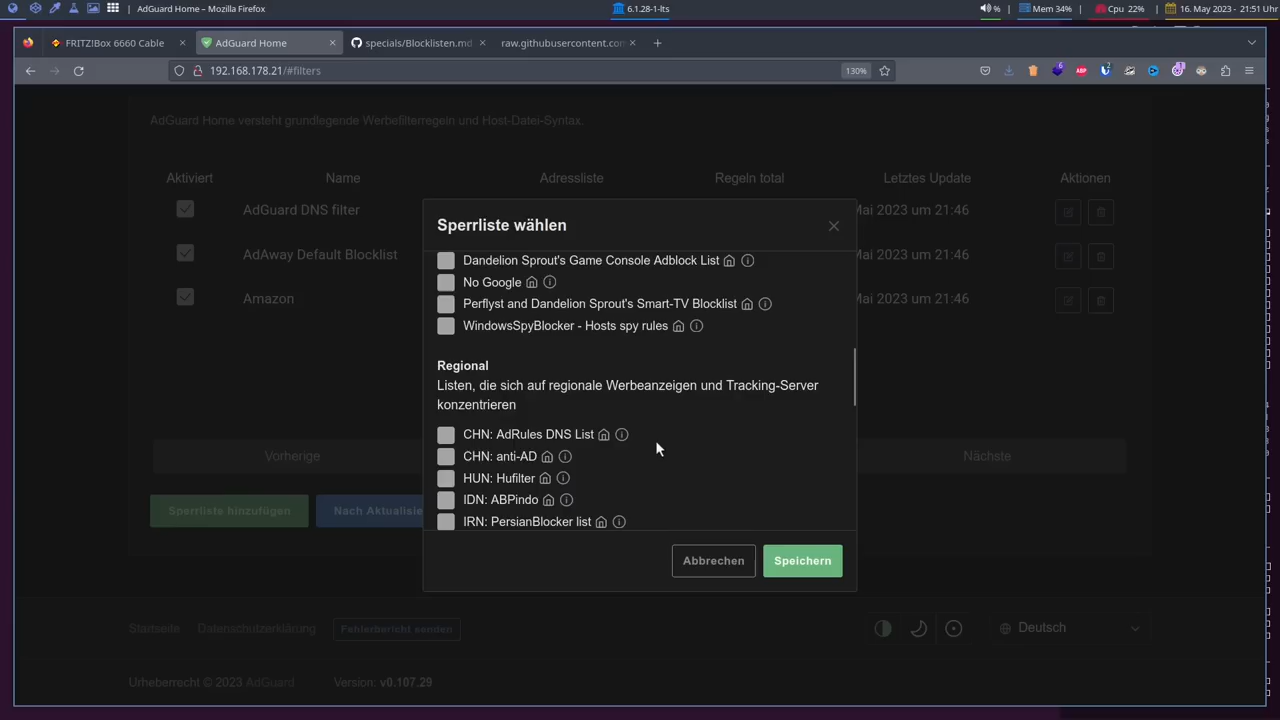 AdGuard Home – Mozilla Firefox
6.1.28-1-lts
%
Mem 34%
Cpu 22%
16. May 2023 - 21:51 Uhr
FRITZ!Box 6660 Cable
AdGuard Home
specials/Blocklisten.md
raw.githubusercontent.co
192.168.178.21/#filters
130%
ABP
AdGuard Home versteht grundlegende Werbefilterregeln und Host-Datei-Syntax.
Aktiviert
Name
Adressliste
Regeln total
Letztes Update
Aktionen
AdGuard DNS filter
Mai 2023 um 21:46
AdAway Default Blocklist
Mai 2023 um 21:46
Amazon
Mai 2023 um 21:46
Sperrliste wählen
Dandelion Sprout's Game Console Adblock List
No Google
Perflyst and Dandelion Sprout's Smart-TV Blocklist
WindowsSpyBlocker - Hosts spy rules
Regional
Listen, die sich auf regionale Werbeanzeigen und Tracking-Server
konzentrieren
CHN: AdRules DNS List
CHN: anti-AD
HUN: Hufilter
IDN: ABPindo
IRN: PersianBlocker list
Abbrechen
Speichern
Vorherige
Nächste
Sperrliste hinzufügen
Nach Aktualisie
Startseite
Datenschutzerklärung
Fehlerbericht senden
Deutsch
Urheberrecht © 2023 AdGuard
Version: v0.107.29